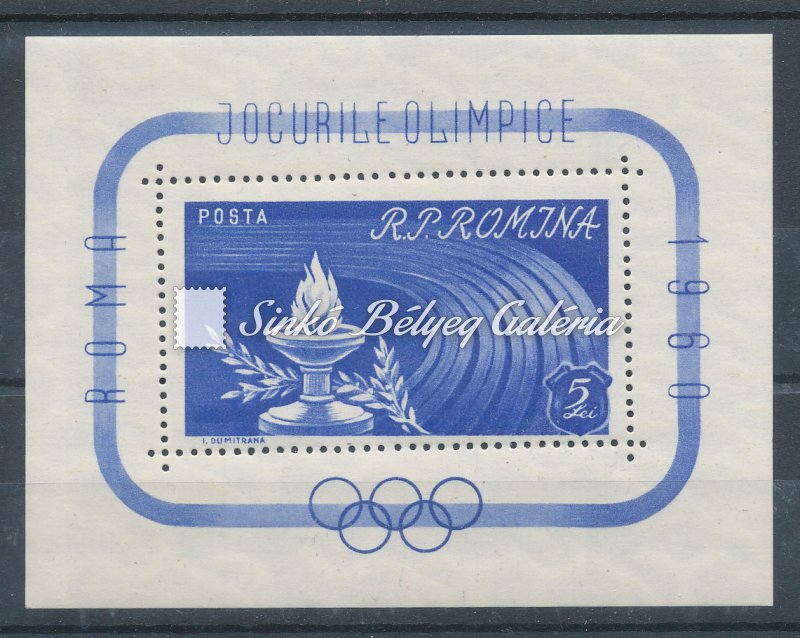 JOCURILE OLIMPICE
POSTA
R.P.ROMINA
ROMA
1960
Sinkó Bélyeg Galéria
5
Lei
I. DUMITRANA